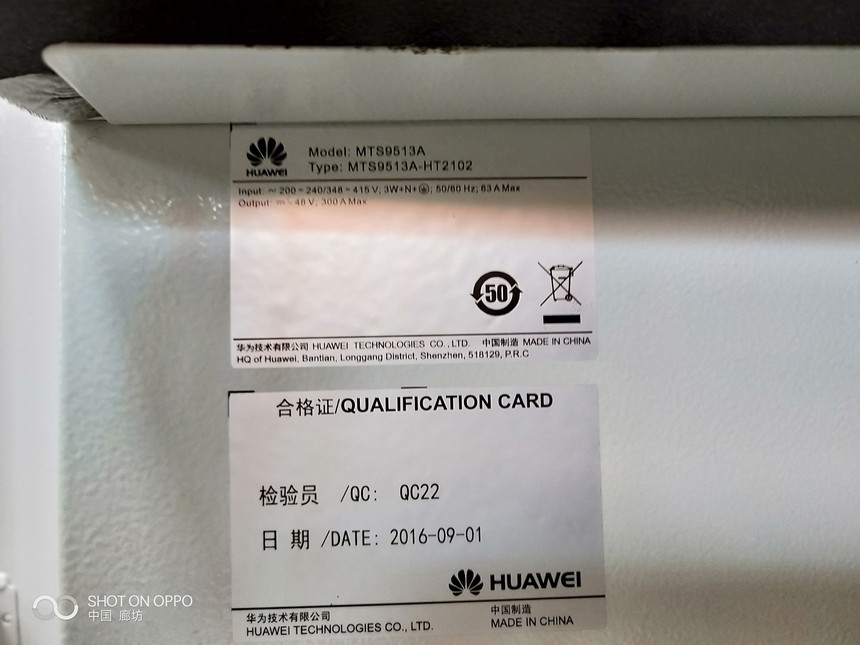 HUAWEI
Model: MTS9513A
Type: MTS9513A-HT2102
Input: ～ 200－240/348－415 V; 3W+N+⏚; 50/60 Hz; 63 A Max
Output: ⎓ -48 V; 300 A Max
50
华为技术有限公司 HUAWEI TECHNOLOGIES CO., LTD. 中国制造 MADE IN CHINA
HQ of Huawei, Bantian, Longgang District, Shenzhen, 518129, P.R.C
合格证/QUALIFICATION CARD
检验员 /QC: QC22
日 期 /DATE: 2016-09-01
HUAWEI
华为技术有限公司
HUAWEI TECHNOLOGIES CO., LTD.
中国制造
MADE IN CHINA
SHOT ON OPPO
中国 廊坊